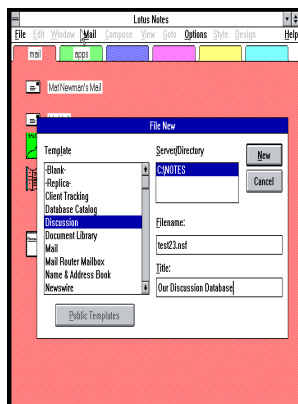 Lotus Notes
File Edit Window Mail Compose View Goto Options Style Design Help
mail apps
Mat Newman's Mail
File New
Template
-Blank-
-Replica-
Client Tracking
Database Catalog
Discussion
Document Library
Mail
Mail Router Mailbox
Name & Address Book
Newswire
Public Templates
Server/Directory
C:\NOTES
Filename:
test23.nsf
Title:
Our Discussion Database
New
Cancel